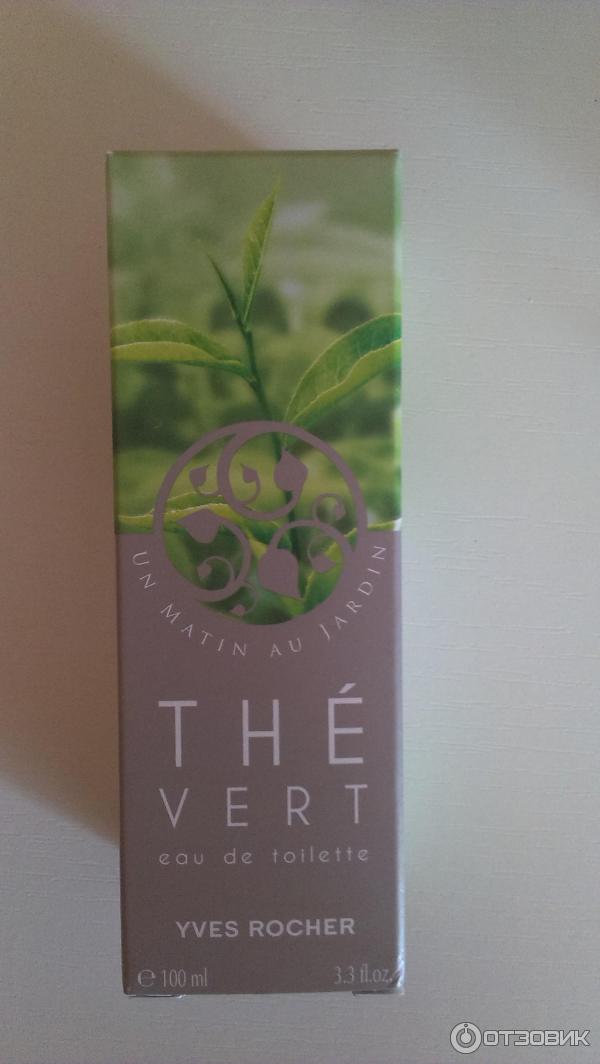 UN MATIN AU JARDIN
THÉ
VERT
eau de toilette
YVES ROCHER
℮ 100 ml 3.3 fl.oz.
ОТЗОВИК